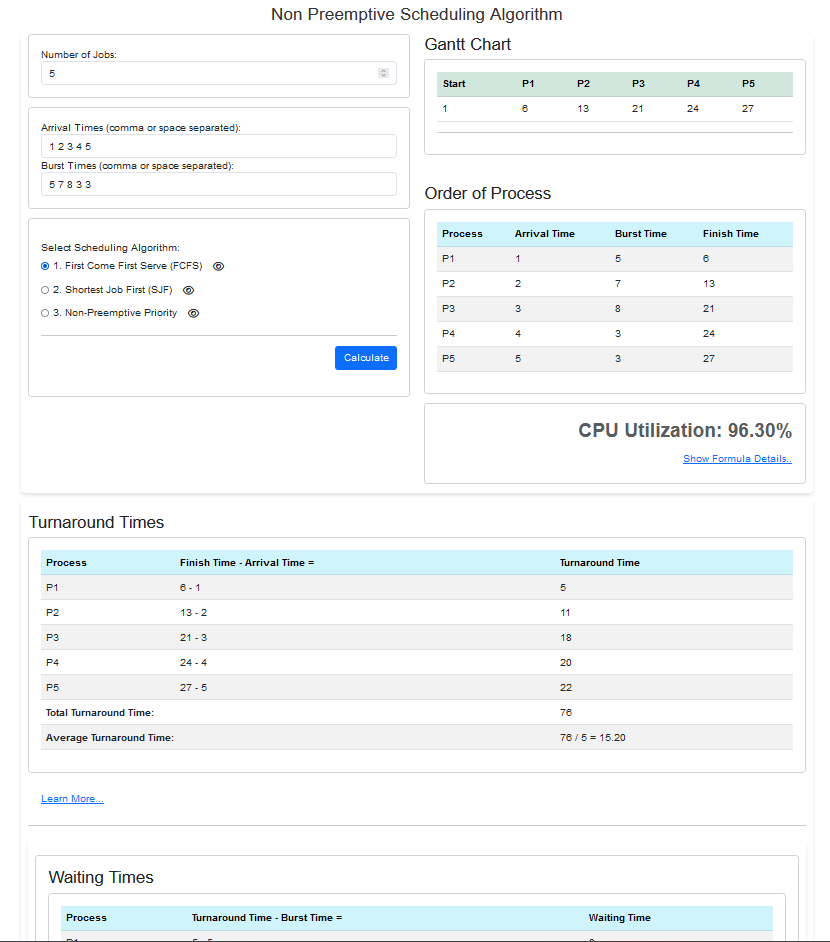 Non Preemptive Scheduling Algorithm
Number of Jobs:
5
Arrival Times (comma or space separated):
1 2 3 4 5
Burst Times (comma or space separated):
5 7 8 3 3
Select Scheduling Algorithm:
1. First Come First Serve (FCFS)
2. Shortest Job First (SJF)
3. Non-Preemptive Priority
Calculate
Gantt Chart
Start P1 P2 P3 P4 P5
1 6 13 21 24 27
Order of Process
Process Arrival Time Burst Time Finish Time
P1 1 5 6
P2 2 7 13
P3 3 8 21
P4 4 3 24
P5 5 3 27
CPU Utilization: 96.30%
Show Formula Details..
Turnaround Times
Process Finish Time - Arrival Time = Turnaround Time
P1 6 - 1 5
P2 13 - 2 11
P3 21 - 3 18
P4 24 - 4 20
P5 27 - 5 22
Total Turnaround Time: 76
Average Turnaround Time: 76 / 5 = 15.20
Learn More...
Waiting Times
Process Turnaround Time - Burst Time = Waiting Time